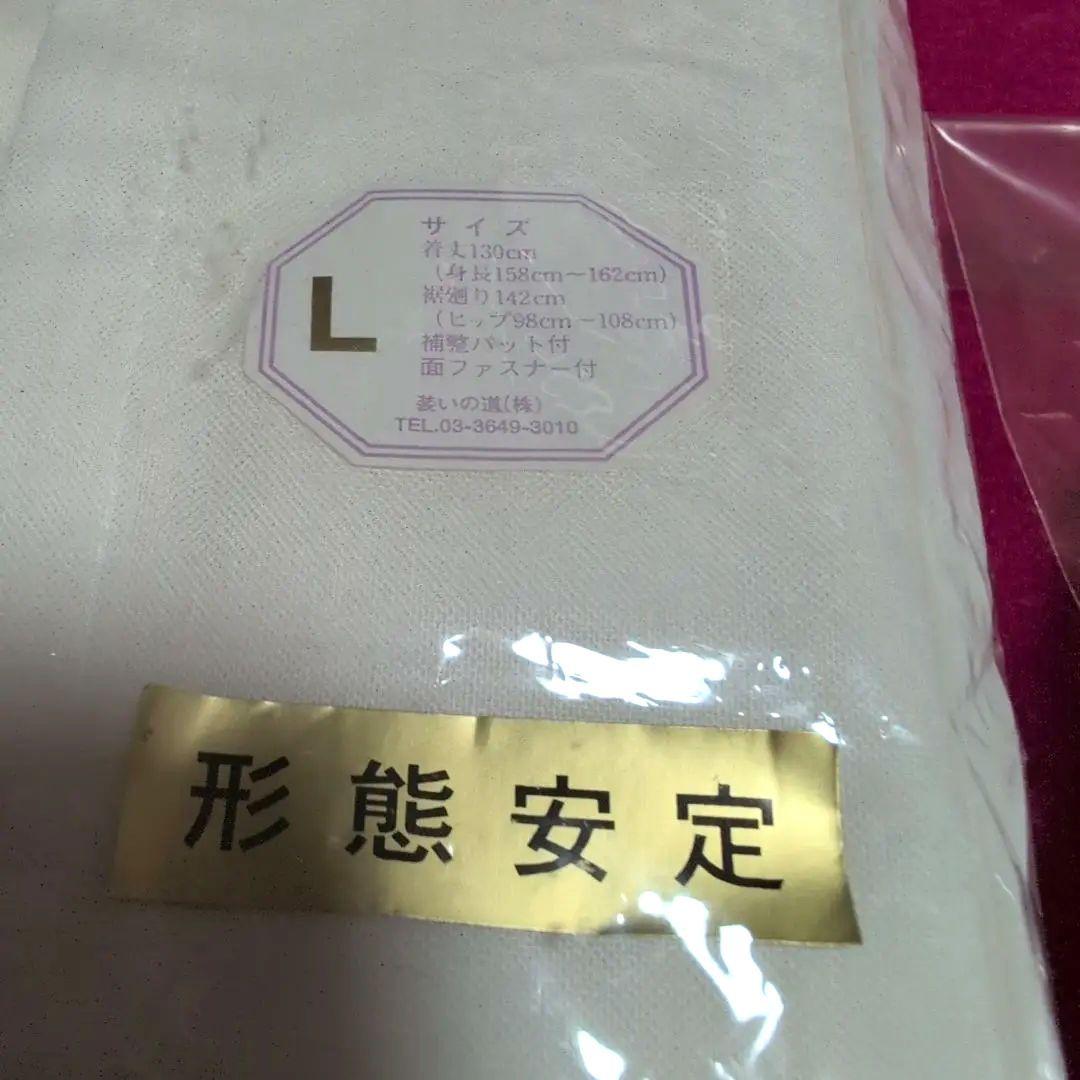 サイズ
L
着丈130cm
(身長158cm～162cm)
裾廻り142cm
(ヒップ98cm－108cm)
補整パット付
面ファスナー付
装いの道(株)
TEL.03-3649-3010
形態安定